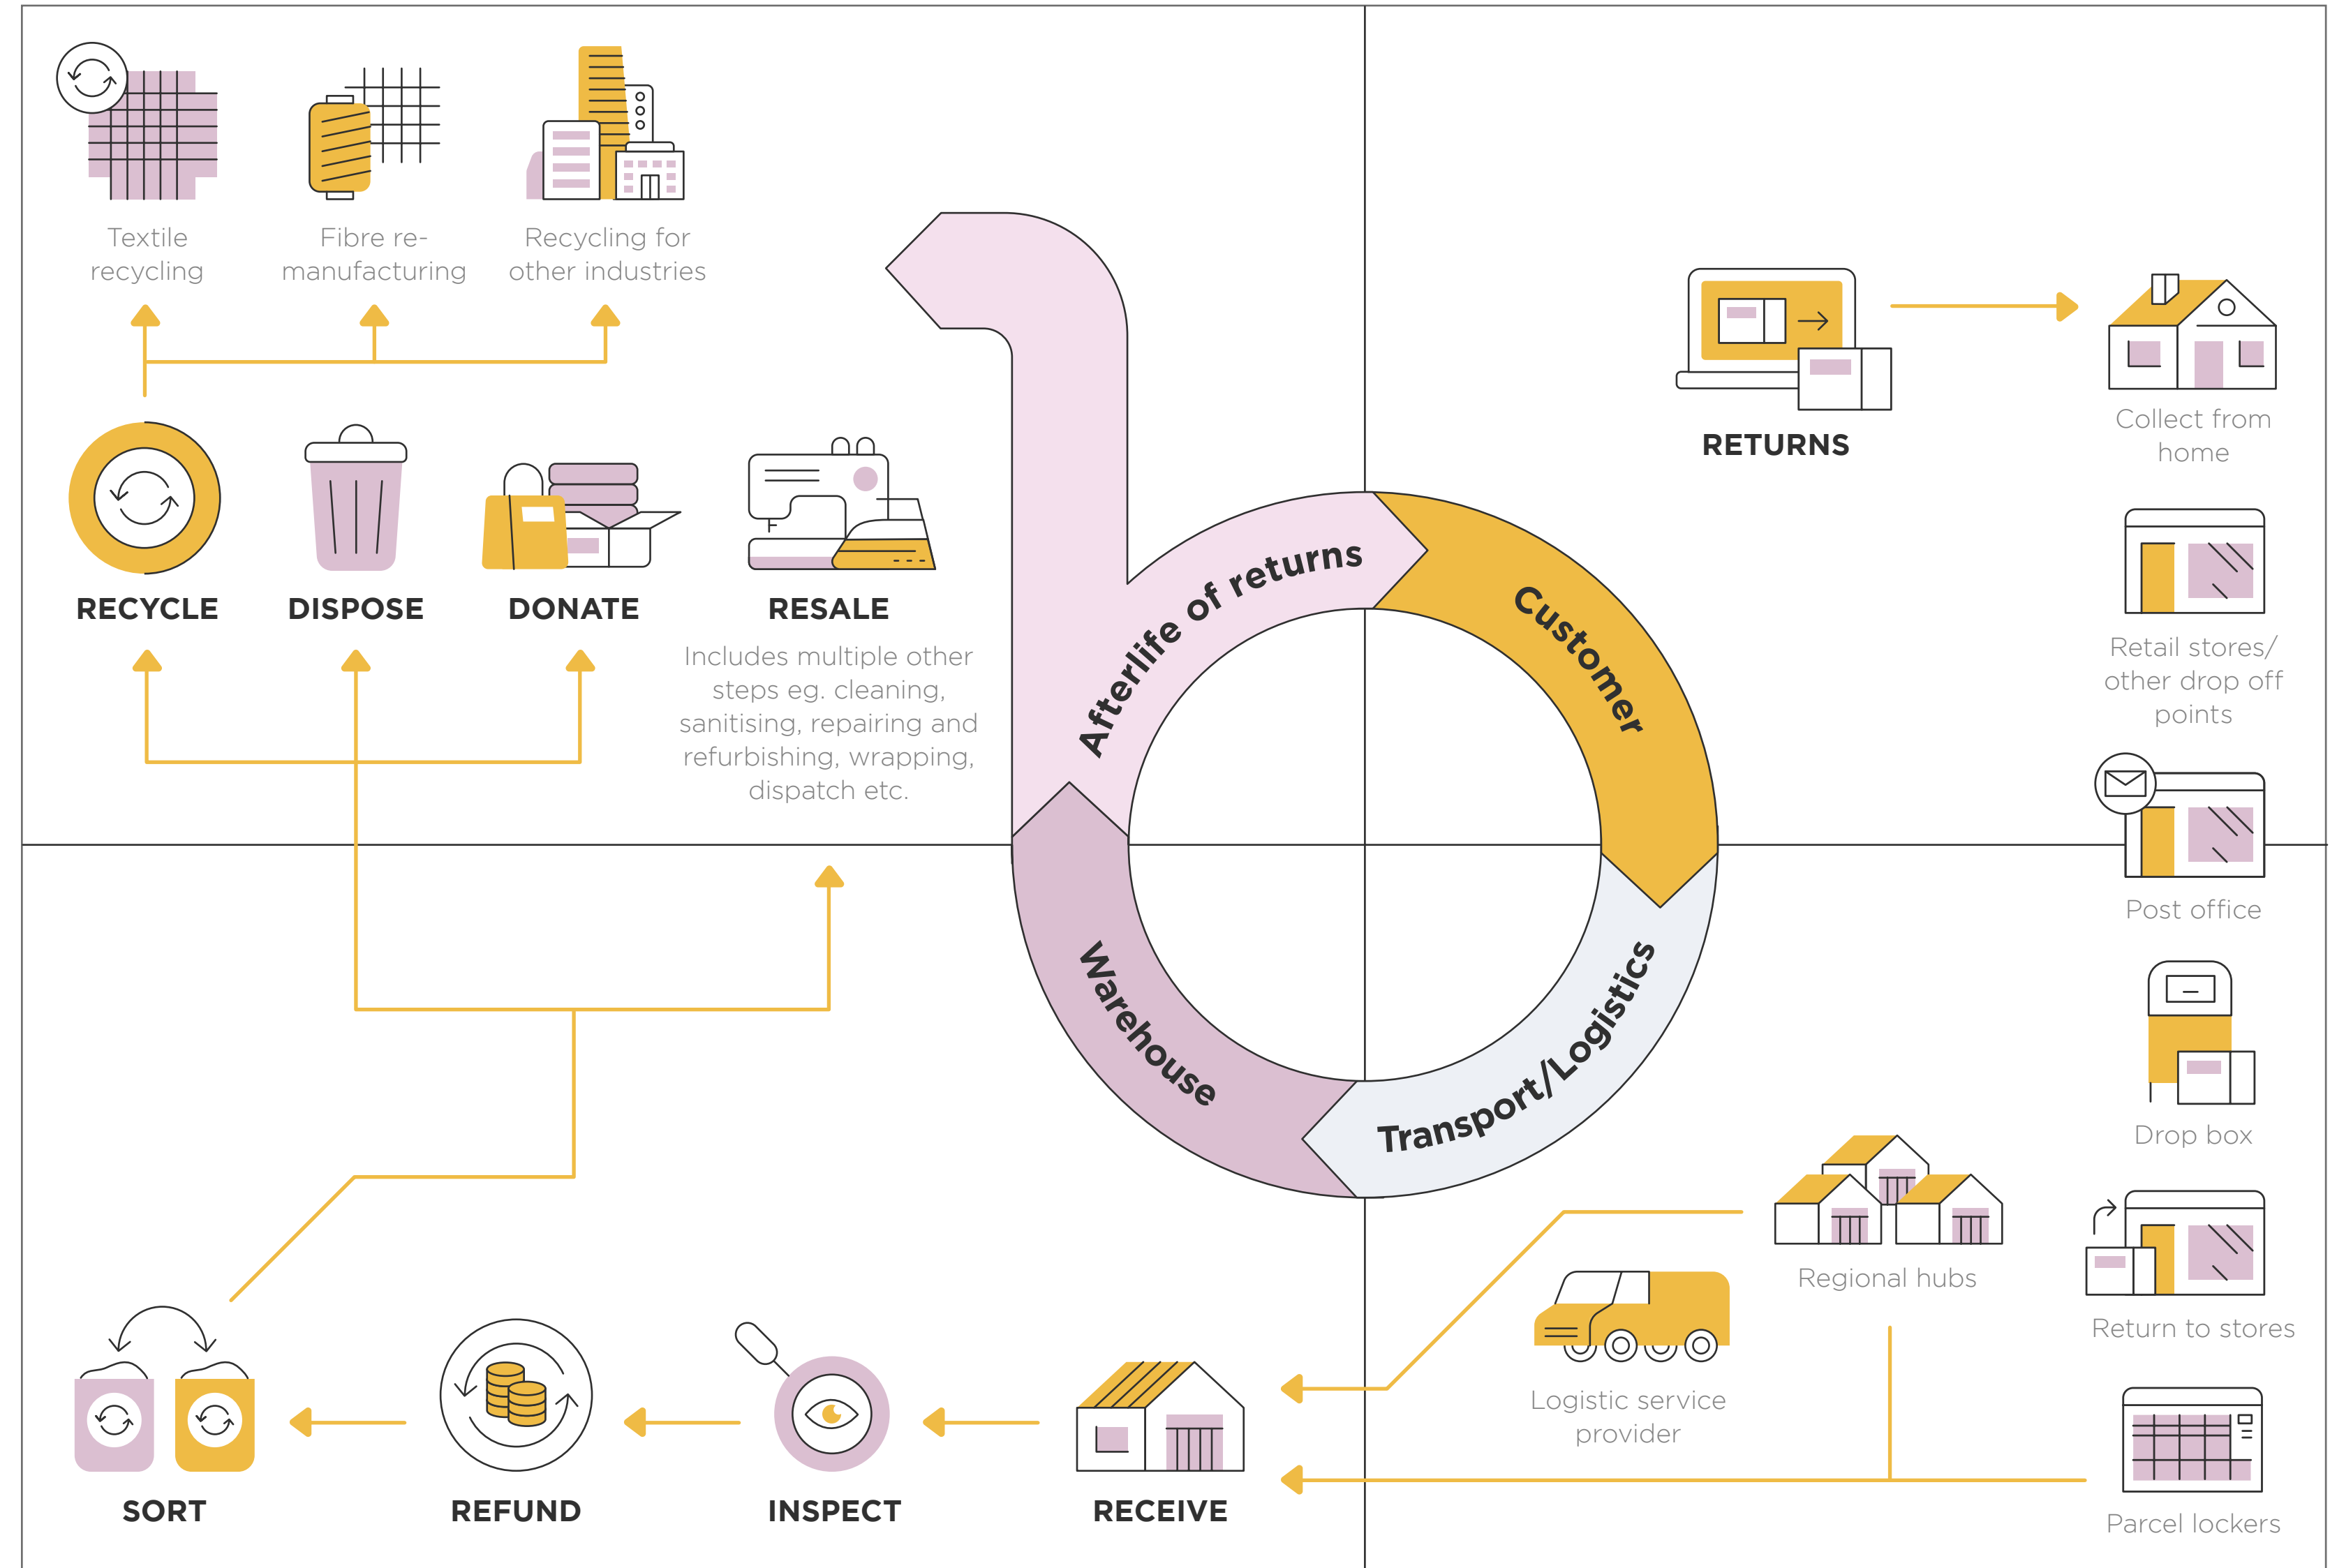 Textile
recycling
Fibre re-
manufacturing
Recycling for
other industries
RECYCLE
DISPOSE
DONATE
RESALE
Includes multiple other
steps eg. cleaning,
sanitising, repairing and
refurbishing, wrapping,
dispatch etc.
Afterlife of returns
Customer
Transport/Logistics
Warehouse
RETURNS
Collect from
home
Retail stores/
other drop off
points
Post office
Drop box
Return to stores
Parcel lockers
Regional hubs
Logistic service
provider
RECEIVE
INSPECT
REFUND
SORT